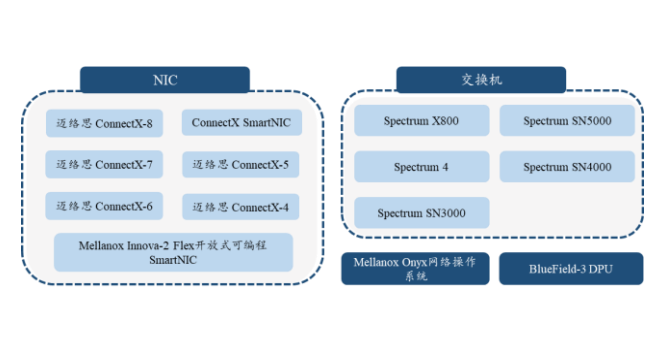 NIC
迈络思 ConnectX-8
ConnectX SmartNIC
迈络思 ConnectX-7
迈络思 ConnectX-5
迈络思 ConnectX-6
迈络思 ConnectX-4
Mellanox Innova-2 Flex开放式可编程
SmartNIC
交换机
Spectrum X800
Spectrum SN5000
Spectrum 4
Spectrum SN4000
Spectrum SN3000
Mellanox Onyx网络操作
系统
BlueField-3 DPU